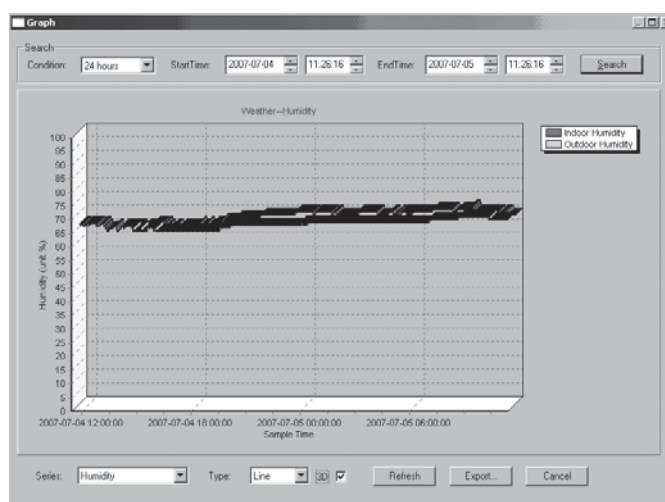 Graph
Search
Condition: 24 hours StartTime: 2007-07-04 11:26:16 EndTime: 2007-07-05 11:26:16 Search
Weather--Humidity
Indoor Humidity
Outdoor Humidity
Humidity (unit:%)
100
95
90
85
80
75
70
65
60
55
50
45
40
35
30
25
20
15
10
5
0
2007-07-04 12:00:00 2007-07-04 18:00:00 2007-07-05 00:00:00 2007-07-05 06:00:00
Sample Time
Series: Humidity Type: Line 3D Refresh Export... Cancel